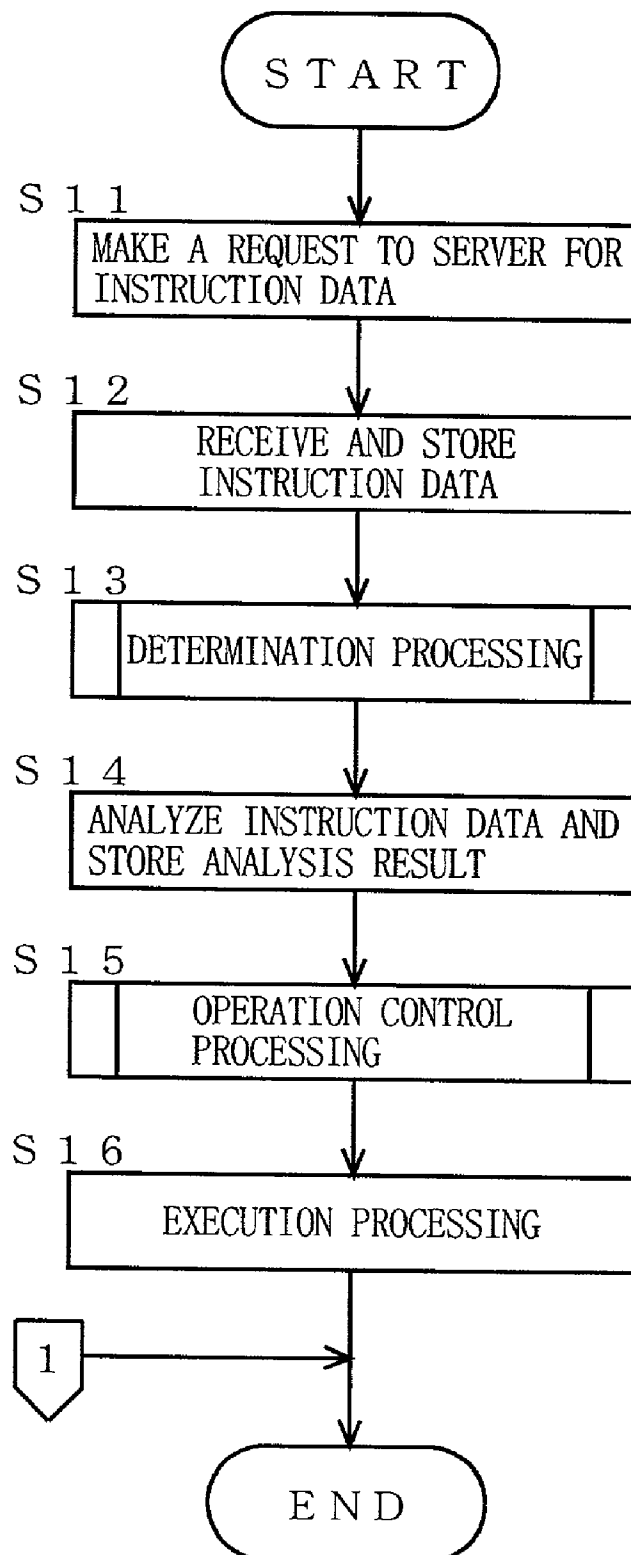 START
S11
MAKE A REQUEST TO SERVER FOR
INSTRUCTION DATA
S12
RECEIVE AND STORE
INSTRUCTION DATA
S13
DETERMINATION PROCESSING
S14
ANALYZE INSTRUCTION DATA AND
STORE ANALYSIS RESULT
S15
OPERATION CONTROL
PROCESSING
S16
EXECUTION PROCESSING
1
END